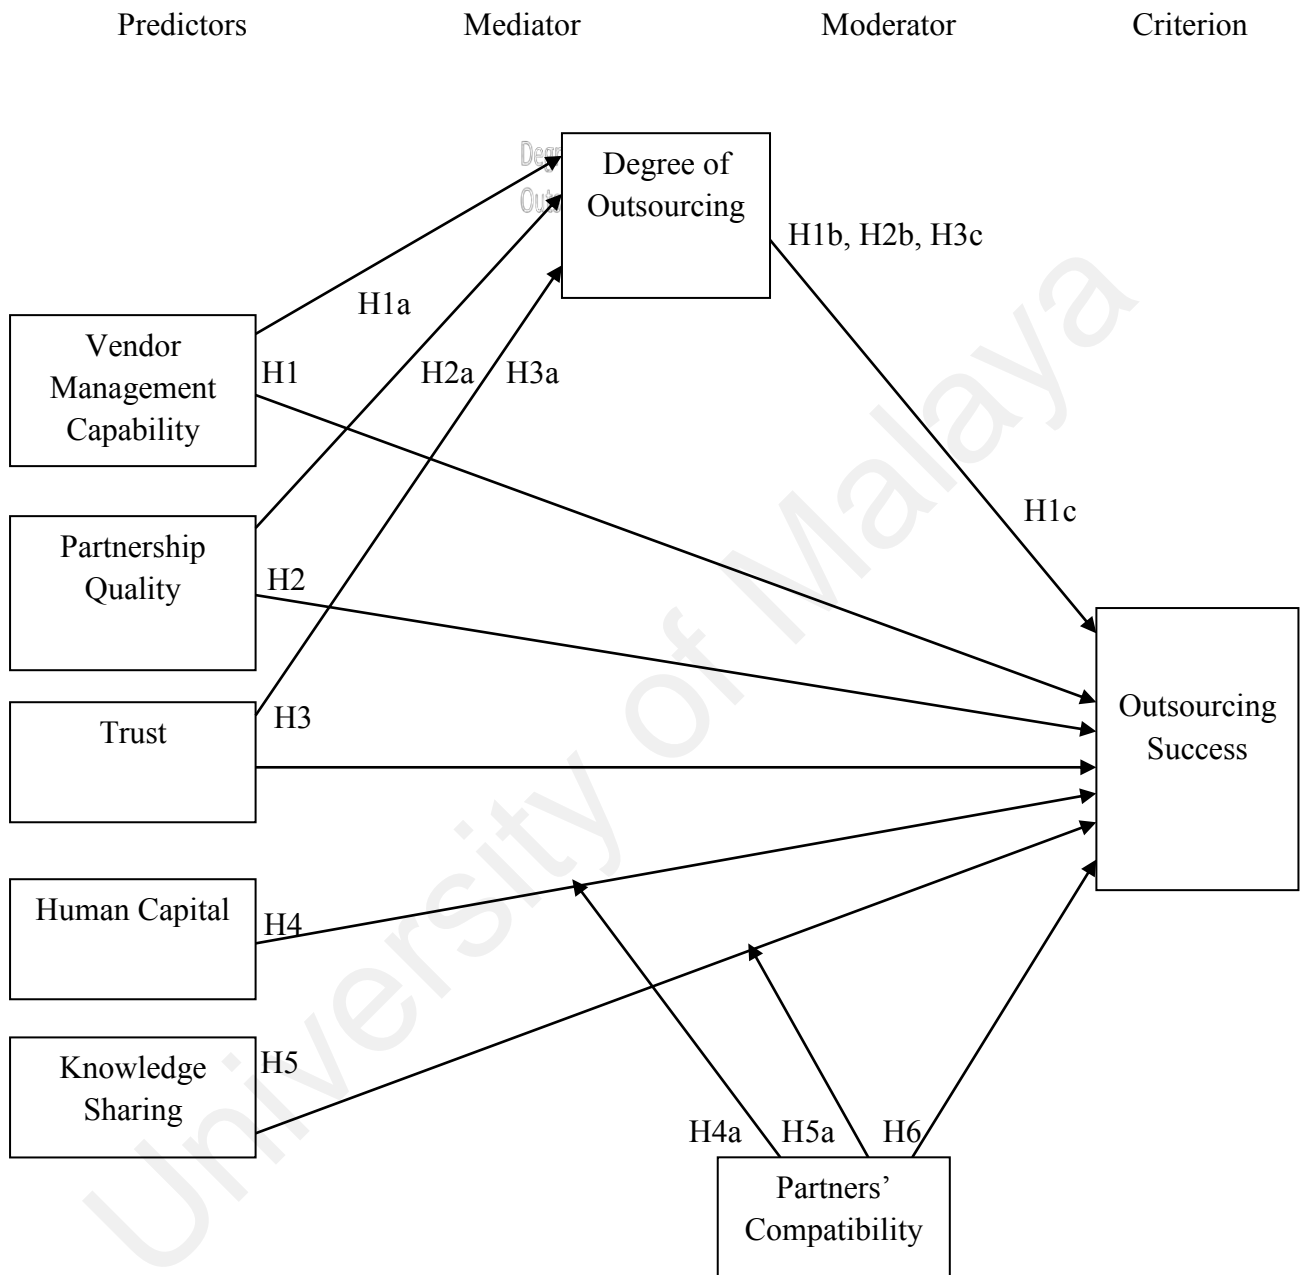 Predictors Mediator Moderator Criterion
Degree of
Outsourcing
H1b, H2b, H3c
H1a
Vendor
Management
Capability
H1
H2a
H3a
H1c
Partnership
Quality
H2
Trust
H3
Outsourcing
Success
Human Capital
H4
Knowledge
Sharing
H5
H4a
H5a
H6
Partners’
Compatibility
University of Malaya